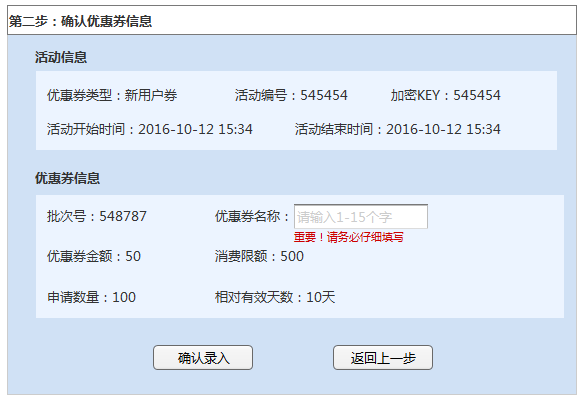 第二步：确认优惠券信息
活动信息
优惠券类型：新用户券 活动编号：545454 加密KEY：545454
活动开始时间：2016-10-12 15:34 活动结束时间：2016-10-12 15:34
优惠券信息
批次号：548787 优惠券名称：请输入1-15个字
重要！请务必仔细填写
优惠券金额：50 消费限额：500
申请数量：100 相对有效天数：10天
确认录入 返回上一步